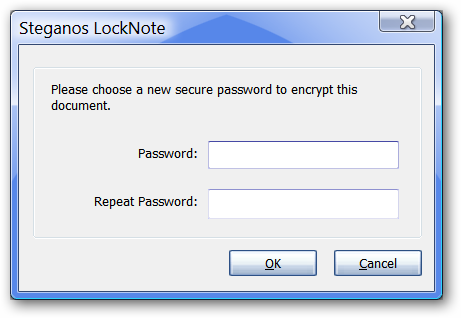 Steganos LockNote
Please choose a new secure password to encrypt this
document.
Password:
Repeat Password:
OK Cancel